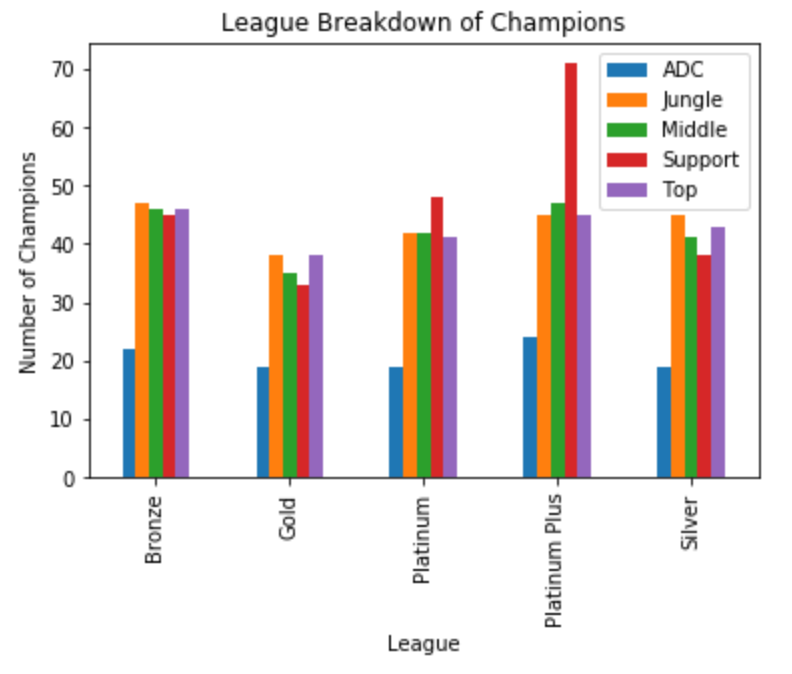 League Breakdown of Champions
Number of Champions
70
60
50
40
30
20
10
0
ADC
Jungle
Middle
Support
Top
Bronze
Gold
Platinum
Platinum Plus
Silver
League